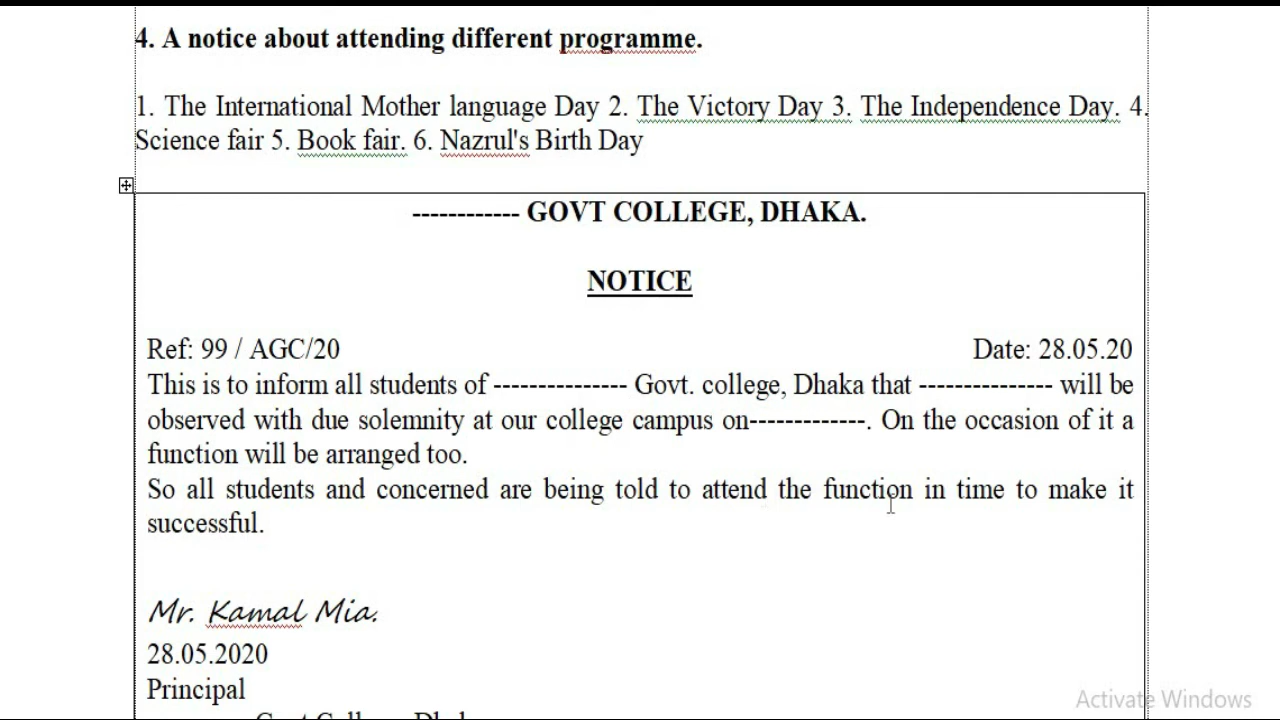 4. A notice about attending different programme.
1. The International Mother language Day 2. The Victory Day 3. The Independence Day. 4.
Science fair 5. Book fair. 6. Nazrul's Birth Day
------------ GOVT COLLEGE, DHAKA.
NOTICE
Ref: 99 / AGC/20 Date: 28.05.20
This is to inform all students of --------------- Govt. college, Dhaka that --------------- will be
observed with due solemnity at our college campus on-------------. On the occasion of it a
function will be arranged too.
So all students and concerned are being told to attend the function in time to make it
successful.
Mr. Kamal Mia.
28.05.2020
Principal
Activate Windows